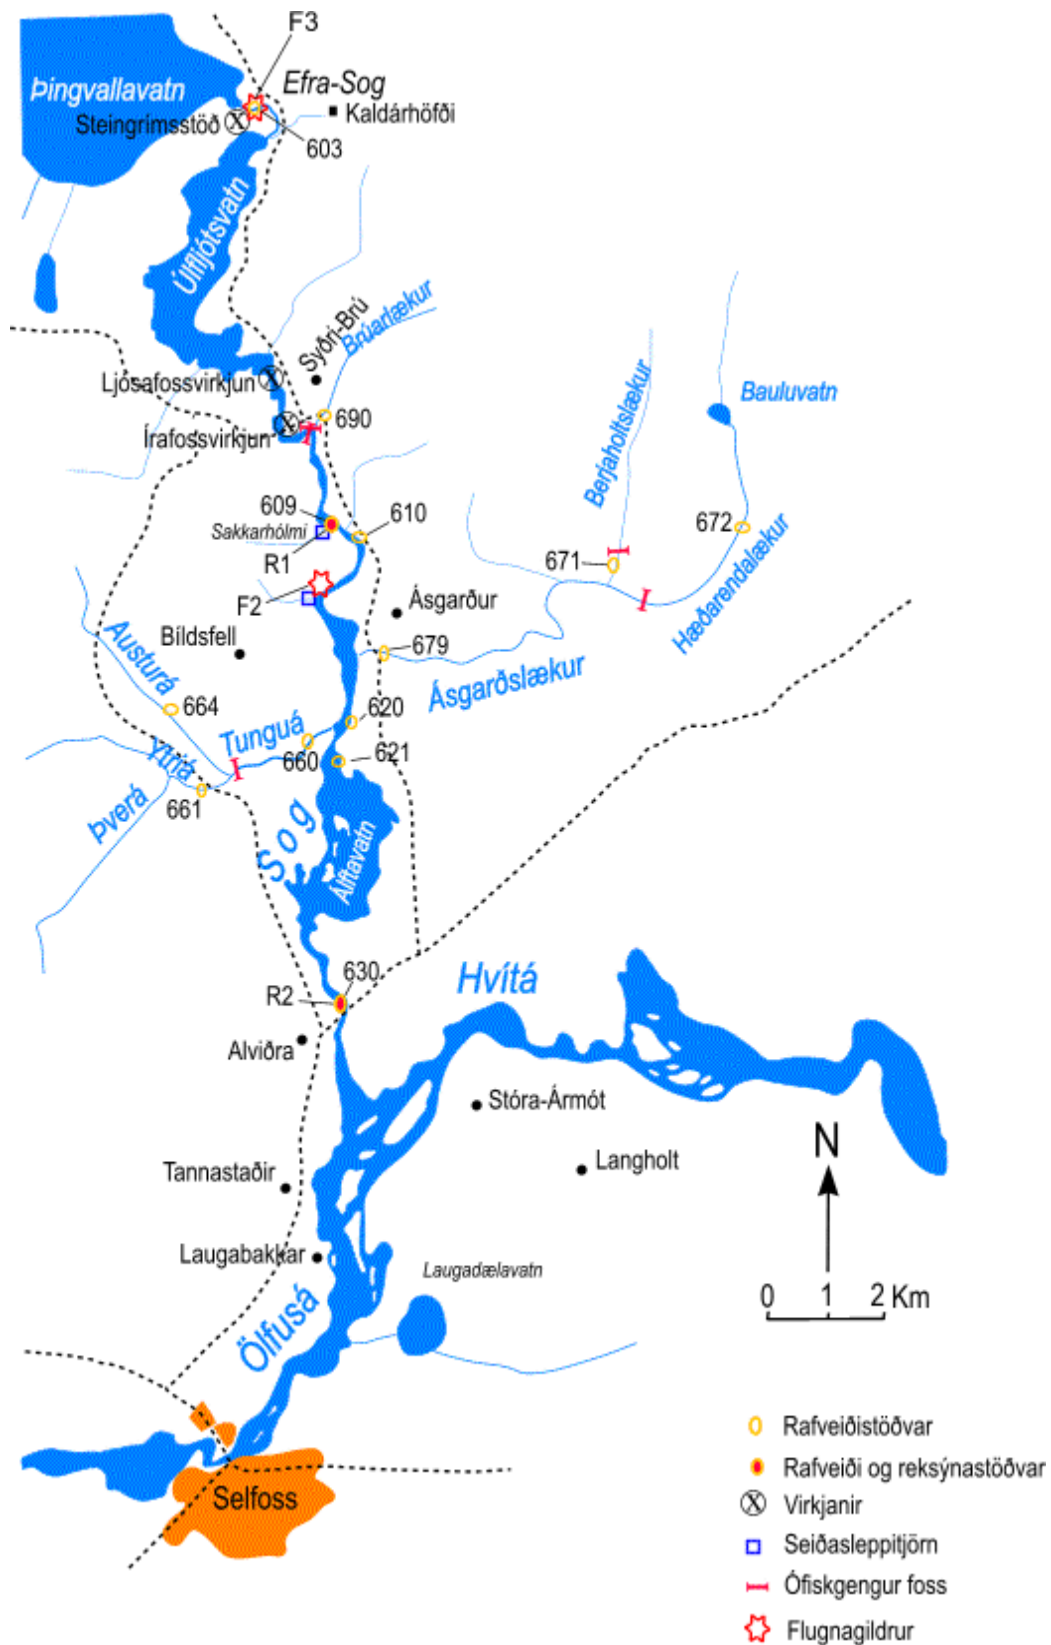 F3
Efra-Sog
Þingvallavatn
Kaldárhöfði
Steingrímsstöð
603
Úlfljótsvatn
Syðri-Brú
Brúarlækur
Ljósafossvirkjun
Bauluvatn
Berjaholtslækur
690
Írafossvirkjun
609
610
672
Sakkarhólmi
R1
671
F2
Ásgarður
Hæðarendalækur
Bíldsfell
Austurá
679
Ásgarðslækur
664
620
Tunguá
Ytriá
660
621
661
Þverá
Sog
Álftavatn
630
R2
Hvítá
Alviðra
Stóra-Ármót
N
Langholt
Tannastaðir
Laugabakkar
Laugadælavatn
0 1 2 Km
Ölfusá
Rafveiðistöðvar
Rafveiði og reksýnastöðvar
Selfoss
Virkjanir
Seiðasleppitjörn
Ófiskgengur foss
Flugnagildrur